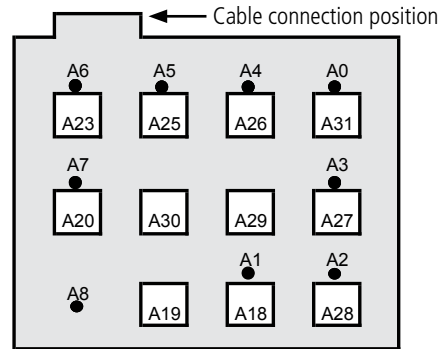 Cable connection position
A6 A5 A4 A0
A23 A25 A26 A31
A7 A3
A20 A30 A29 A27
A1 A2
A8
A19 A18 A28